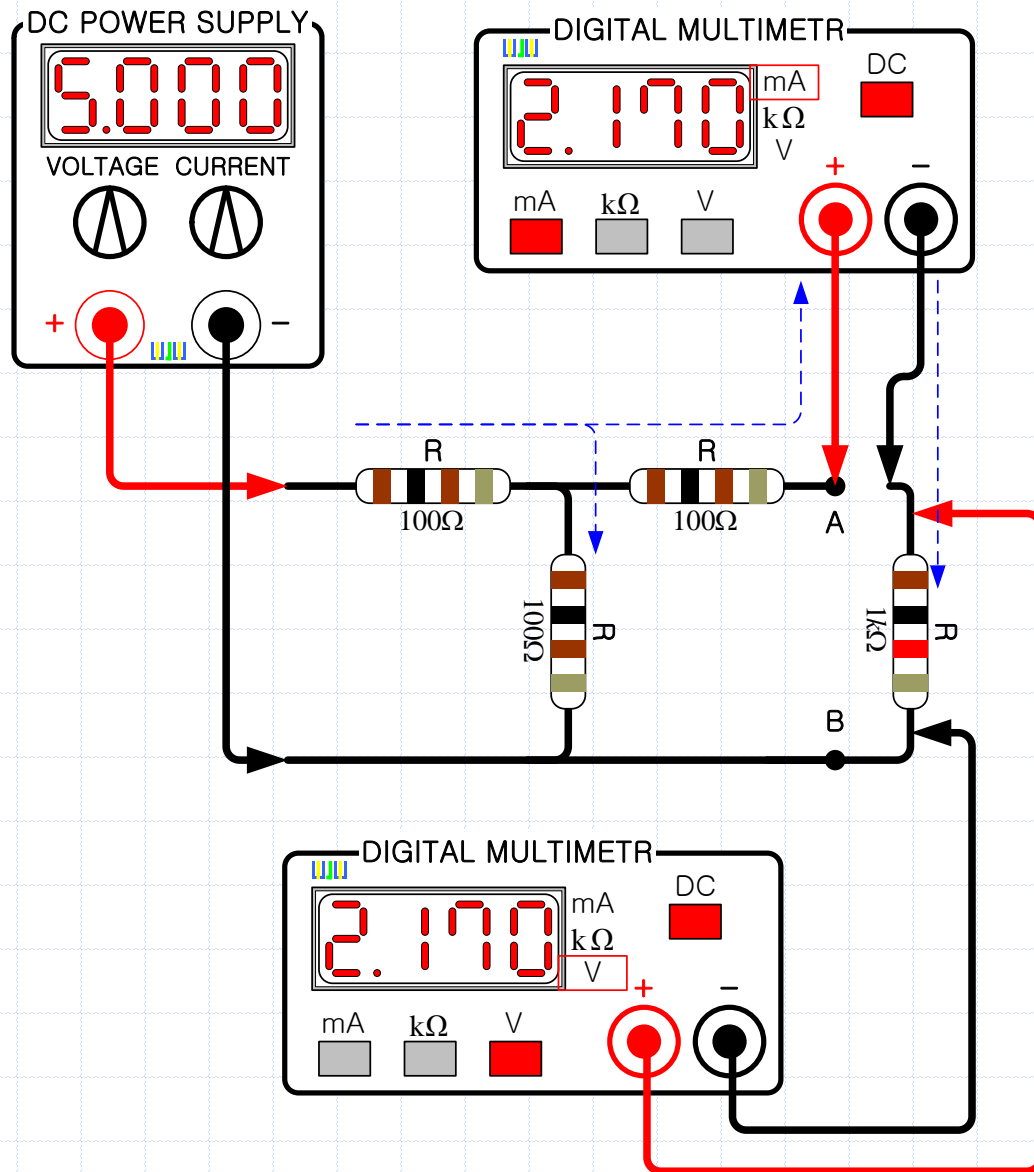 DC POWER SUPPLY
5.000
VOLTAGE CURRENT
+ −
DIGITAL MULTIMETR
2.170
mA
kΩ
V
DC
mA kΩ V
+ −
R
100Ω
R
100Ω
A
R
100Ω
R
1kΩ
B
DIGITAL MULTIMETR
2.170
mA
kΩ
V
DC
mA kΩ V
+ −